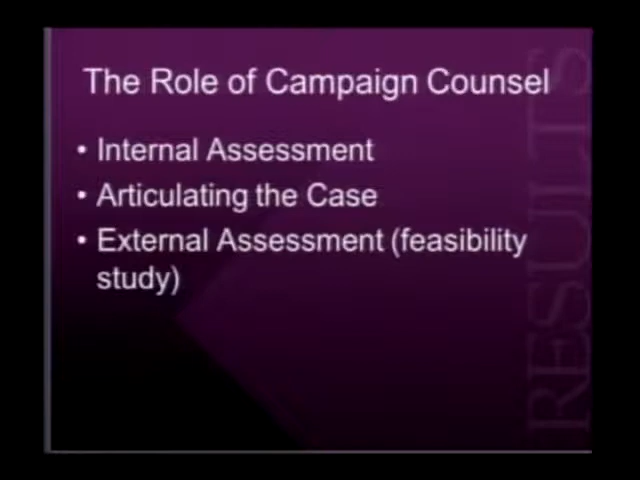 The Role of Campaign Counsel
• Internal Assessment
• Articulating the Case
• External Assessment (feasibility
study)
RESULTS